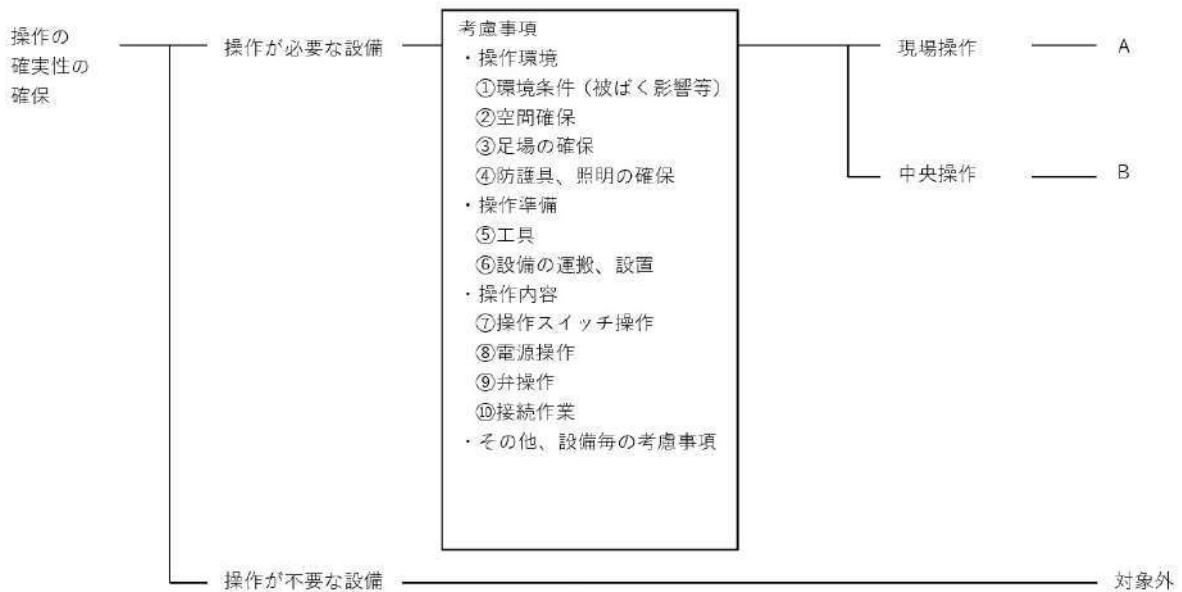 操作の
確実性の
確保
操作が必要な設備
考慮事項
・操作環境
①環境条件（被ばく影響等）
②空間確保
③足場の確保
④防護具、照明の確保
・操作準備
⑤工具
⑥設備の運搬、設置
・操作内容
⑦操作スイッチ操作
⑧電源操作
⑨弁操作
⑩接続作業
・その他、設備毎の考慮事項
現場操作
A
中央操作
B
操作が不要な設備
対象外